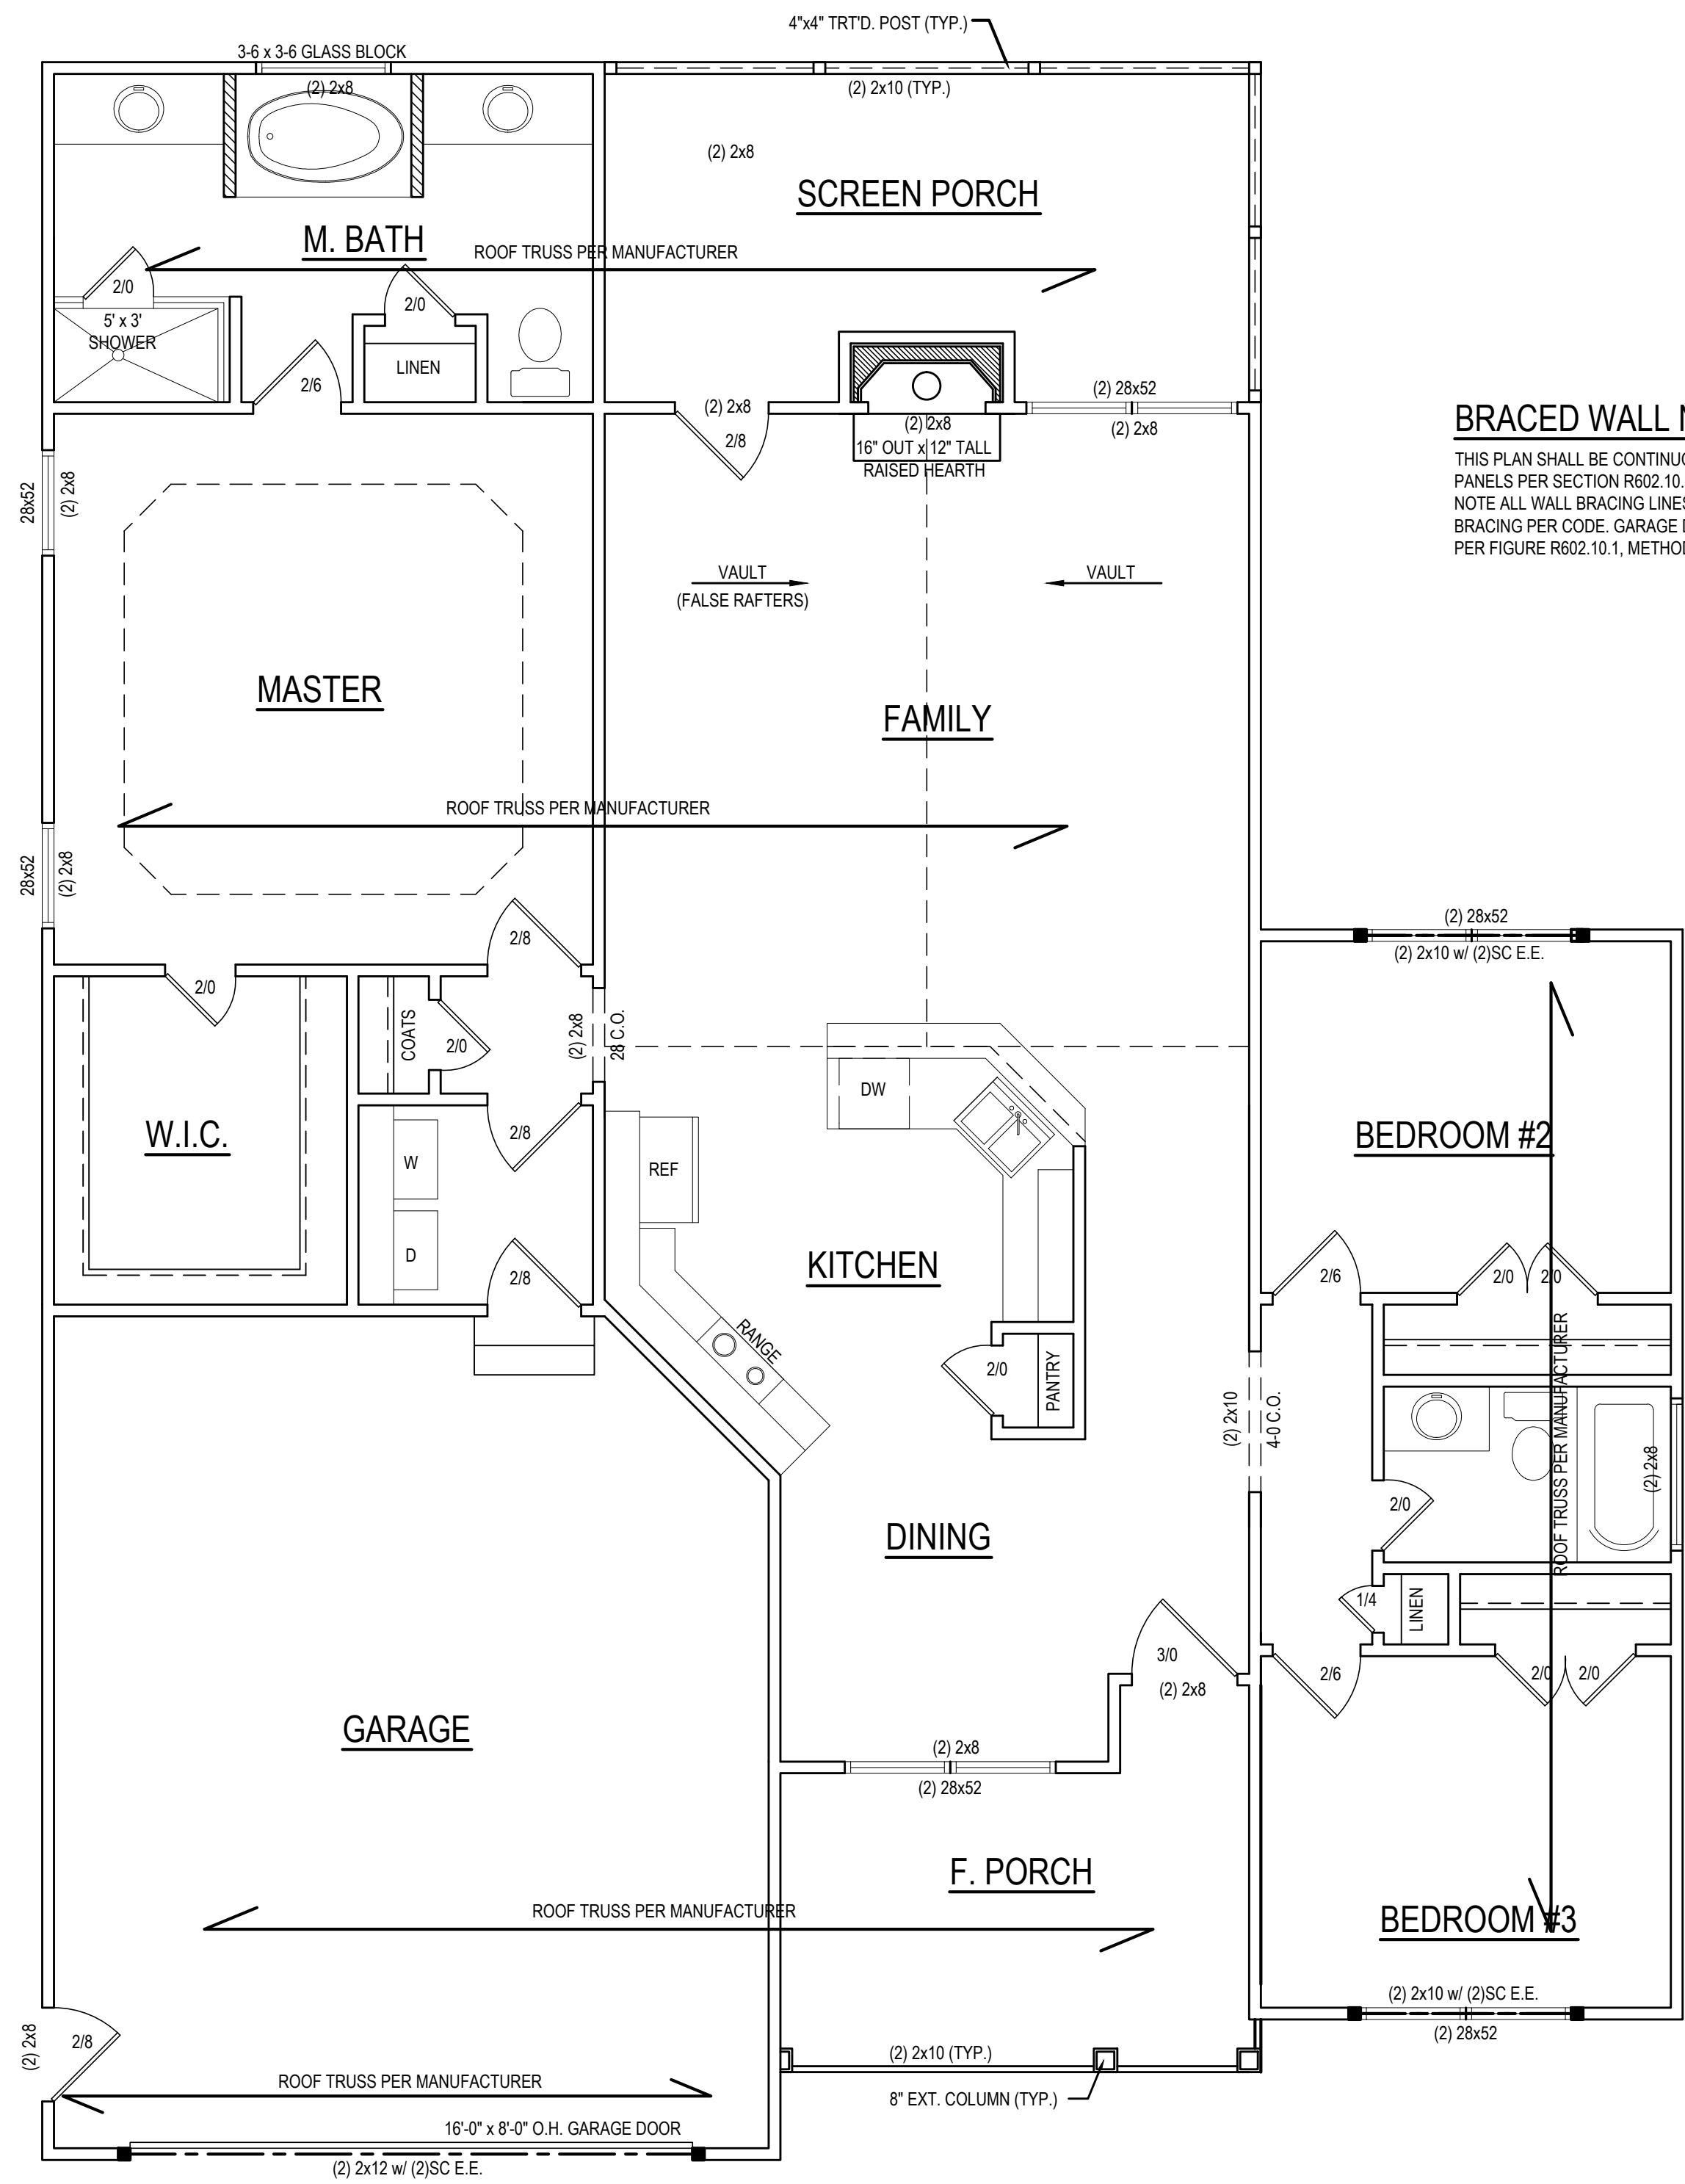 4"x4" TRT'D. POST (TYP.)
3-6 x 3-6 GLASS BLOCK
(2) 2x8
(2) 2x10 (TYP.)
(2) 2x8
SCREEN PORCH
M. BATH
ROOF TRUSS PER MANUFACTURER
2/0
2/0
5' x 3'
SHOWER
LINEN
2/6
(2) 28x52
(2) 2x8
(2) 2x8
(2) 2x8
2/8
16" OUT x 12" TALL
RAISED HEARTH
BRACED WALL
THIS PLAN SHALL BE
PANELS PER SECTION R602.10.
NOTE ALL WALL BRACING LINES
BRACING PER CODE. GARAGE
PER FIGURE R602.10.1,
28x52
(2) 2x8
VAULT
(FALSE RAFTERS)
VAULT
MASTER
FAMILY
ROOF TRUSS PER MANUFACTURER
28x52
(2) 2x8
2/8
(2) 28x52
(2) 2x10 w/ (2)SC E.E.
2/0
COATS
2/0
(2) 2x8
28 C.O.
DW
W.I.C.
2/8
W
REF
BEDROOM #2
D
2/8
KITCHEN
2/6
2/0
2/0
RANGE
2/0
PANTRY
ROOF TRUSS PER MANUFACTURER
(2) 2x10
4-0 C.O.
(2) 2x8
2/0
DINING
1/4
LINEN
3/0
(2) 2x8
2/6
2/0
2/0
GARAGE
(2) 2x8
(2) 28x52
F. PORCH
ROOF TRUSS PER MANUFACTURER
BEDROOM #3
(2) 2x10 w/ (2)SC E.E.
(2) 28x52
(2) 2x8
2/8
(2) 2x10 (TYP.)
ROOF TRUSS PER MANUFACTURER
8" EXT. COLUMN (TYP.)
16'-0" x 8'-0" O.H. GARAGE DOOR
(2) 2x12 w/ (2)SC E.E.